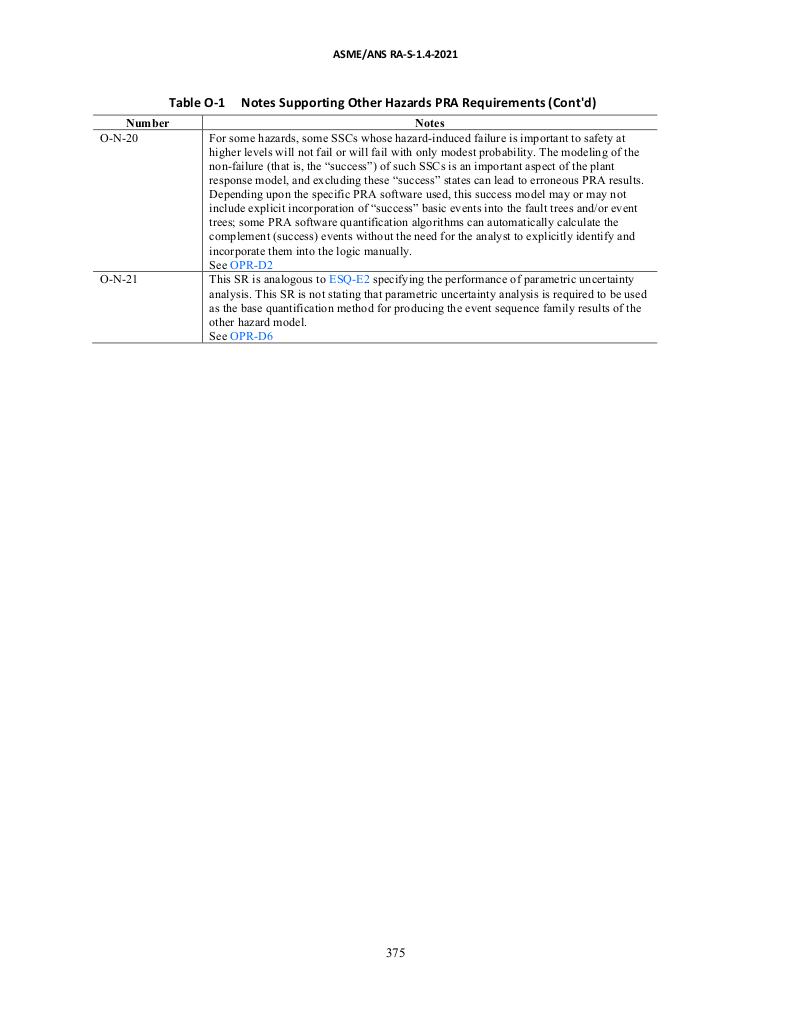 ASME/ANS RA-S-1.4-2021
Table O-1 Notes Supporting Other Hazards PRA Requirements (Cont'd)
Number Notes
O-N-20 For some hazards, some SSCs whose hazard-induced failure is important to safety at
higher levels will not fail or will fail with only modest probability. The modeling of the
non-failure (that is, the “success”) of such SSCs is an important aspect of the plant
response model, and excluding these “success” states can lead to erroneous PRA results.
Depending upon the specific PRA software used, this success model may or may not
include explicit incorporation of “success” basic events into the fault trees and/or event
trees; some PRA software quantification algorithms can automatically calculate the
complement (success) events without the need for the analyst to explicitly identify and
incorporate them into the logic manually.
See OPR-D2
O-N-21 This SR is analogous to ESQ-E2 specifying the performance of parametric uncertainty
analysis. This SR is not stating that parametric uncertainty analysis is required to be used
as the base quantification method for producing the event sequence family results of the
other hazard model.
See OPR-D6
375